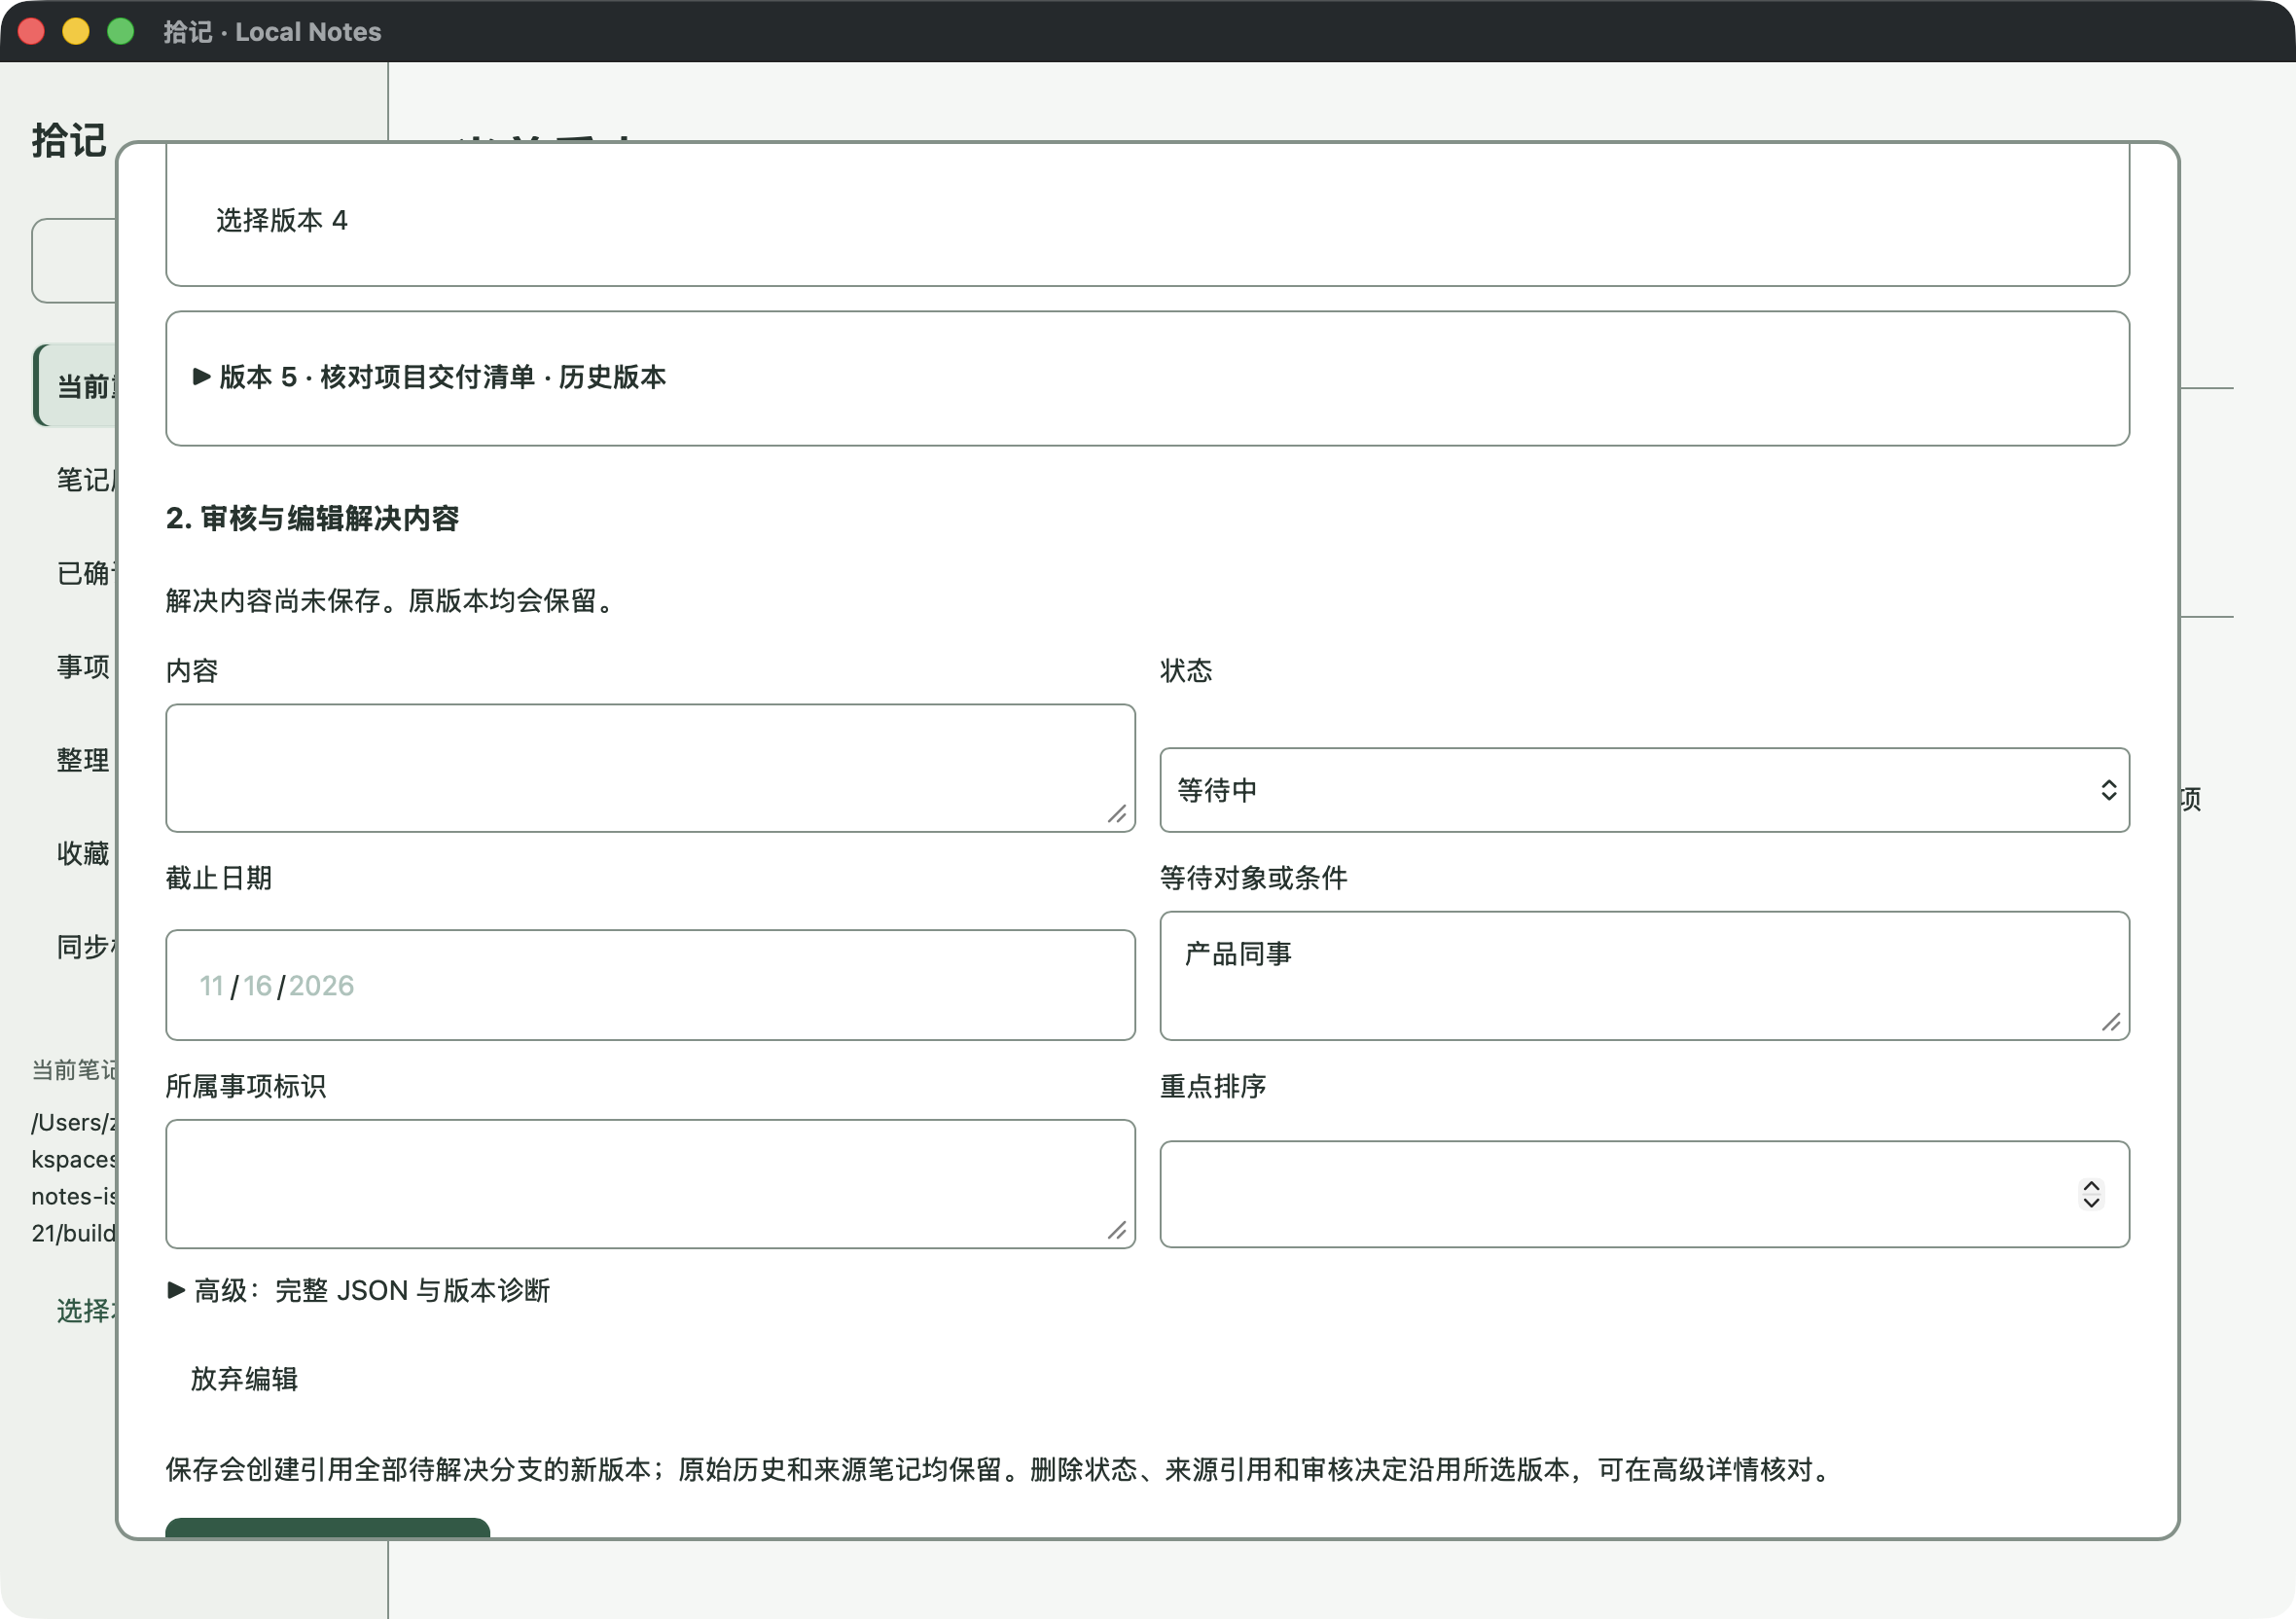 拾记 · Local Notes
拾记
选择版本 4
▶ 版本 5 · 核对项目交付清单 · 历史版本
当前
笔记
2. 审核与编辑解决内容
已确
解决内容尚未保存。原版本均会保留。
事项
内容
状态
整理
等待中
项
收藏
截止日期
等待对象或条件
同步
产品同事
11/16/2026
当前笔记
所属事项标识
重点排序
/Users/
kspaces
notes-is
21/build
▶ 高级：完整 JSON 与版本诊断
选择
放弃编辑
保存会创建引用全部待解决分支的新版本；原始历史和来源笔记均保留。删除状态、来源引用和审核决定沿用所选版本，可在高级详情核对。